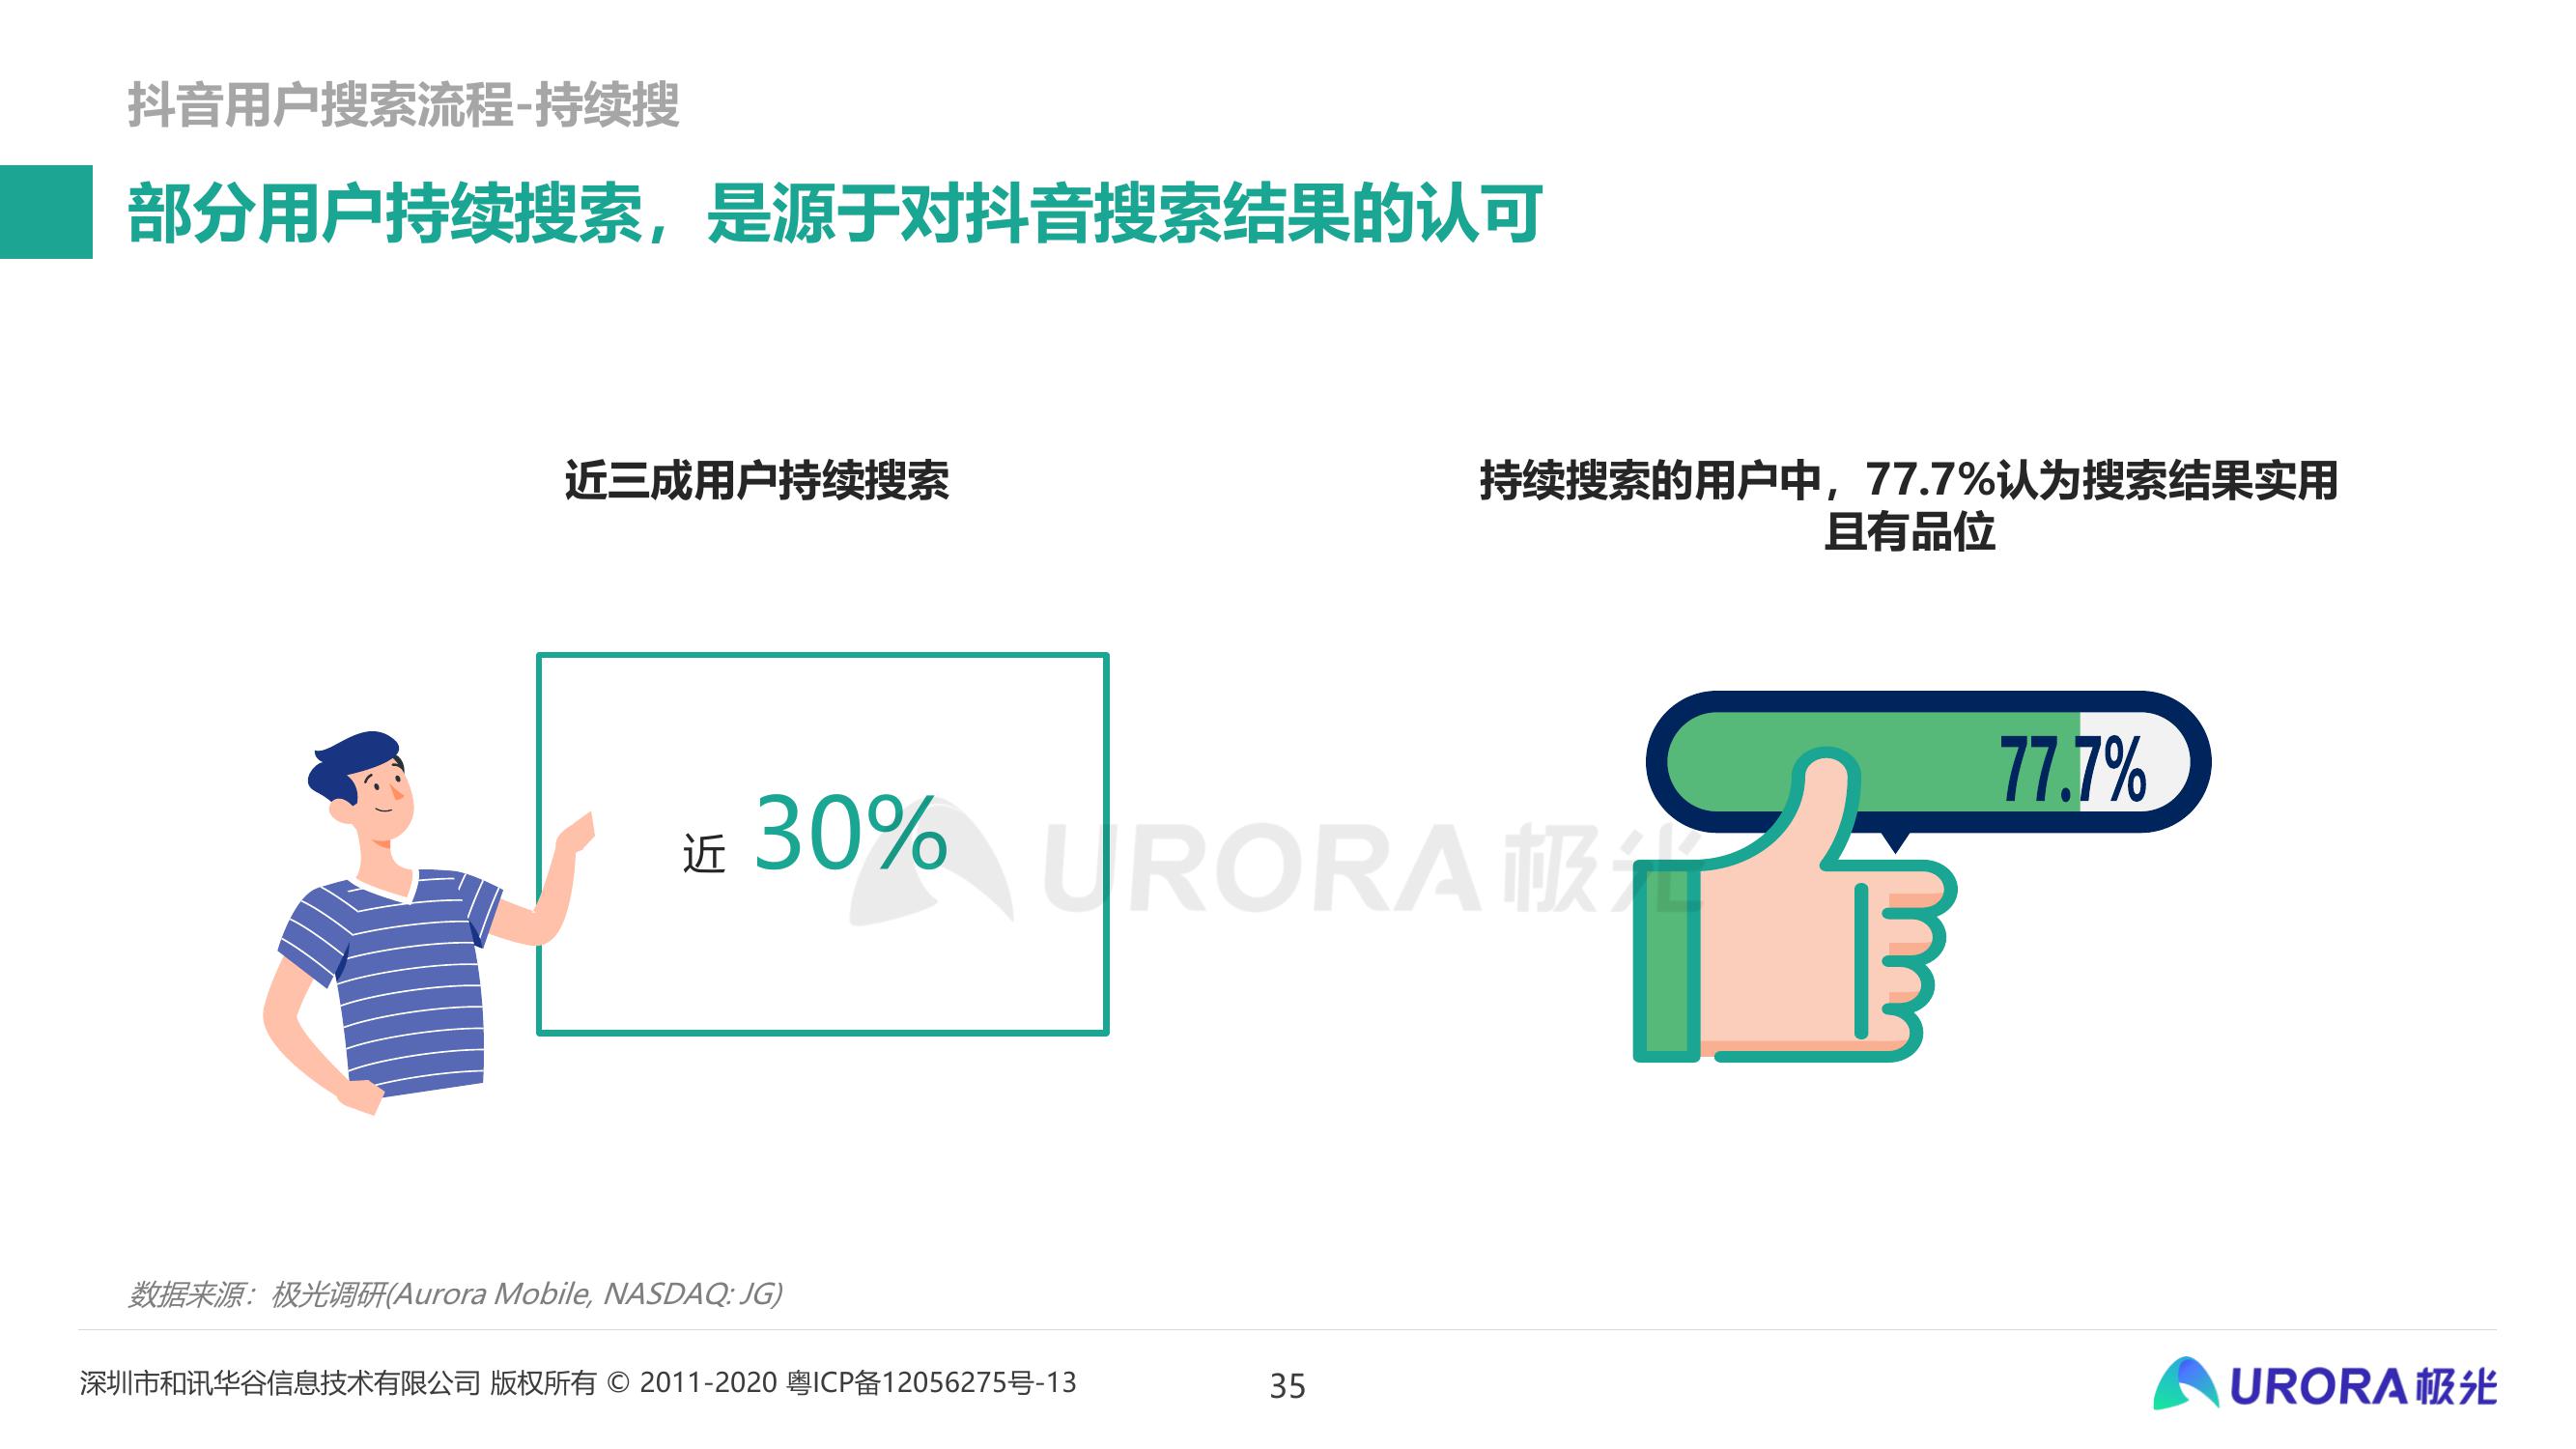 抖音用户搜索流程-持续搜
部分用户持续搜索，是源于对抖音搜索结果的认可
近三成用户持续搜索
持续搜索的用户中，77.7%认为搜索结果实用
且有品位
近 30%
77.7%
URORA极光
数据来源：极光调研(Aurora Mobile, NASDAQ: JG)
深圳市和讯华谷信息技术有限公司 版权所有 © 2011-2020 粤ICP备12056275号-13
35
URORA极光